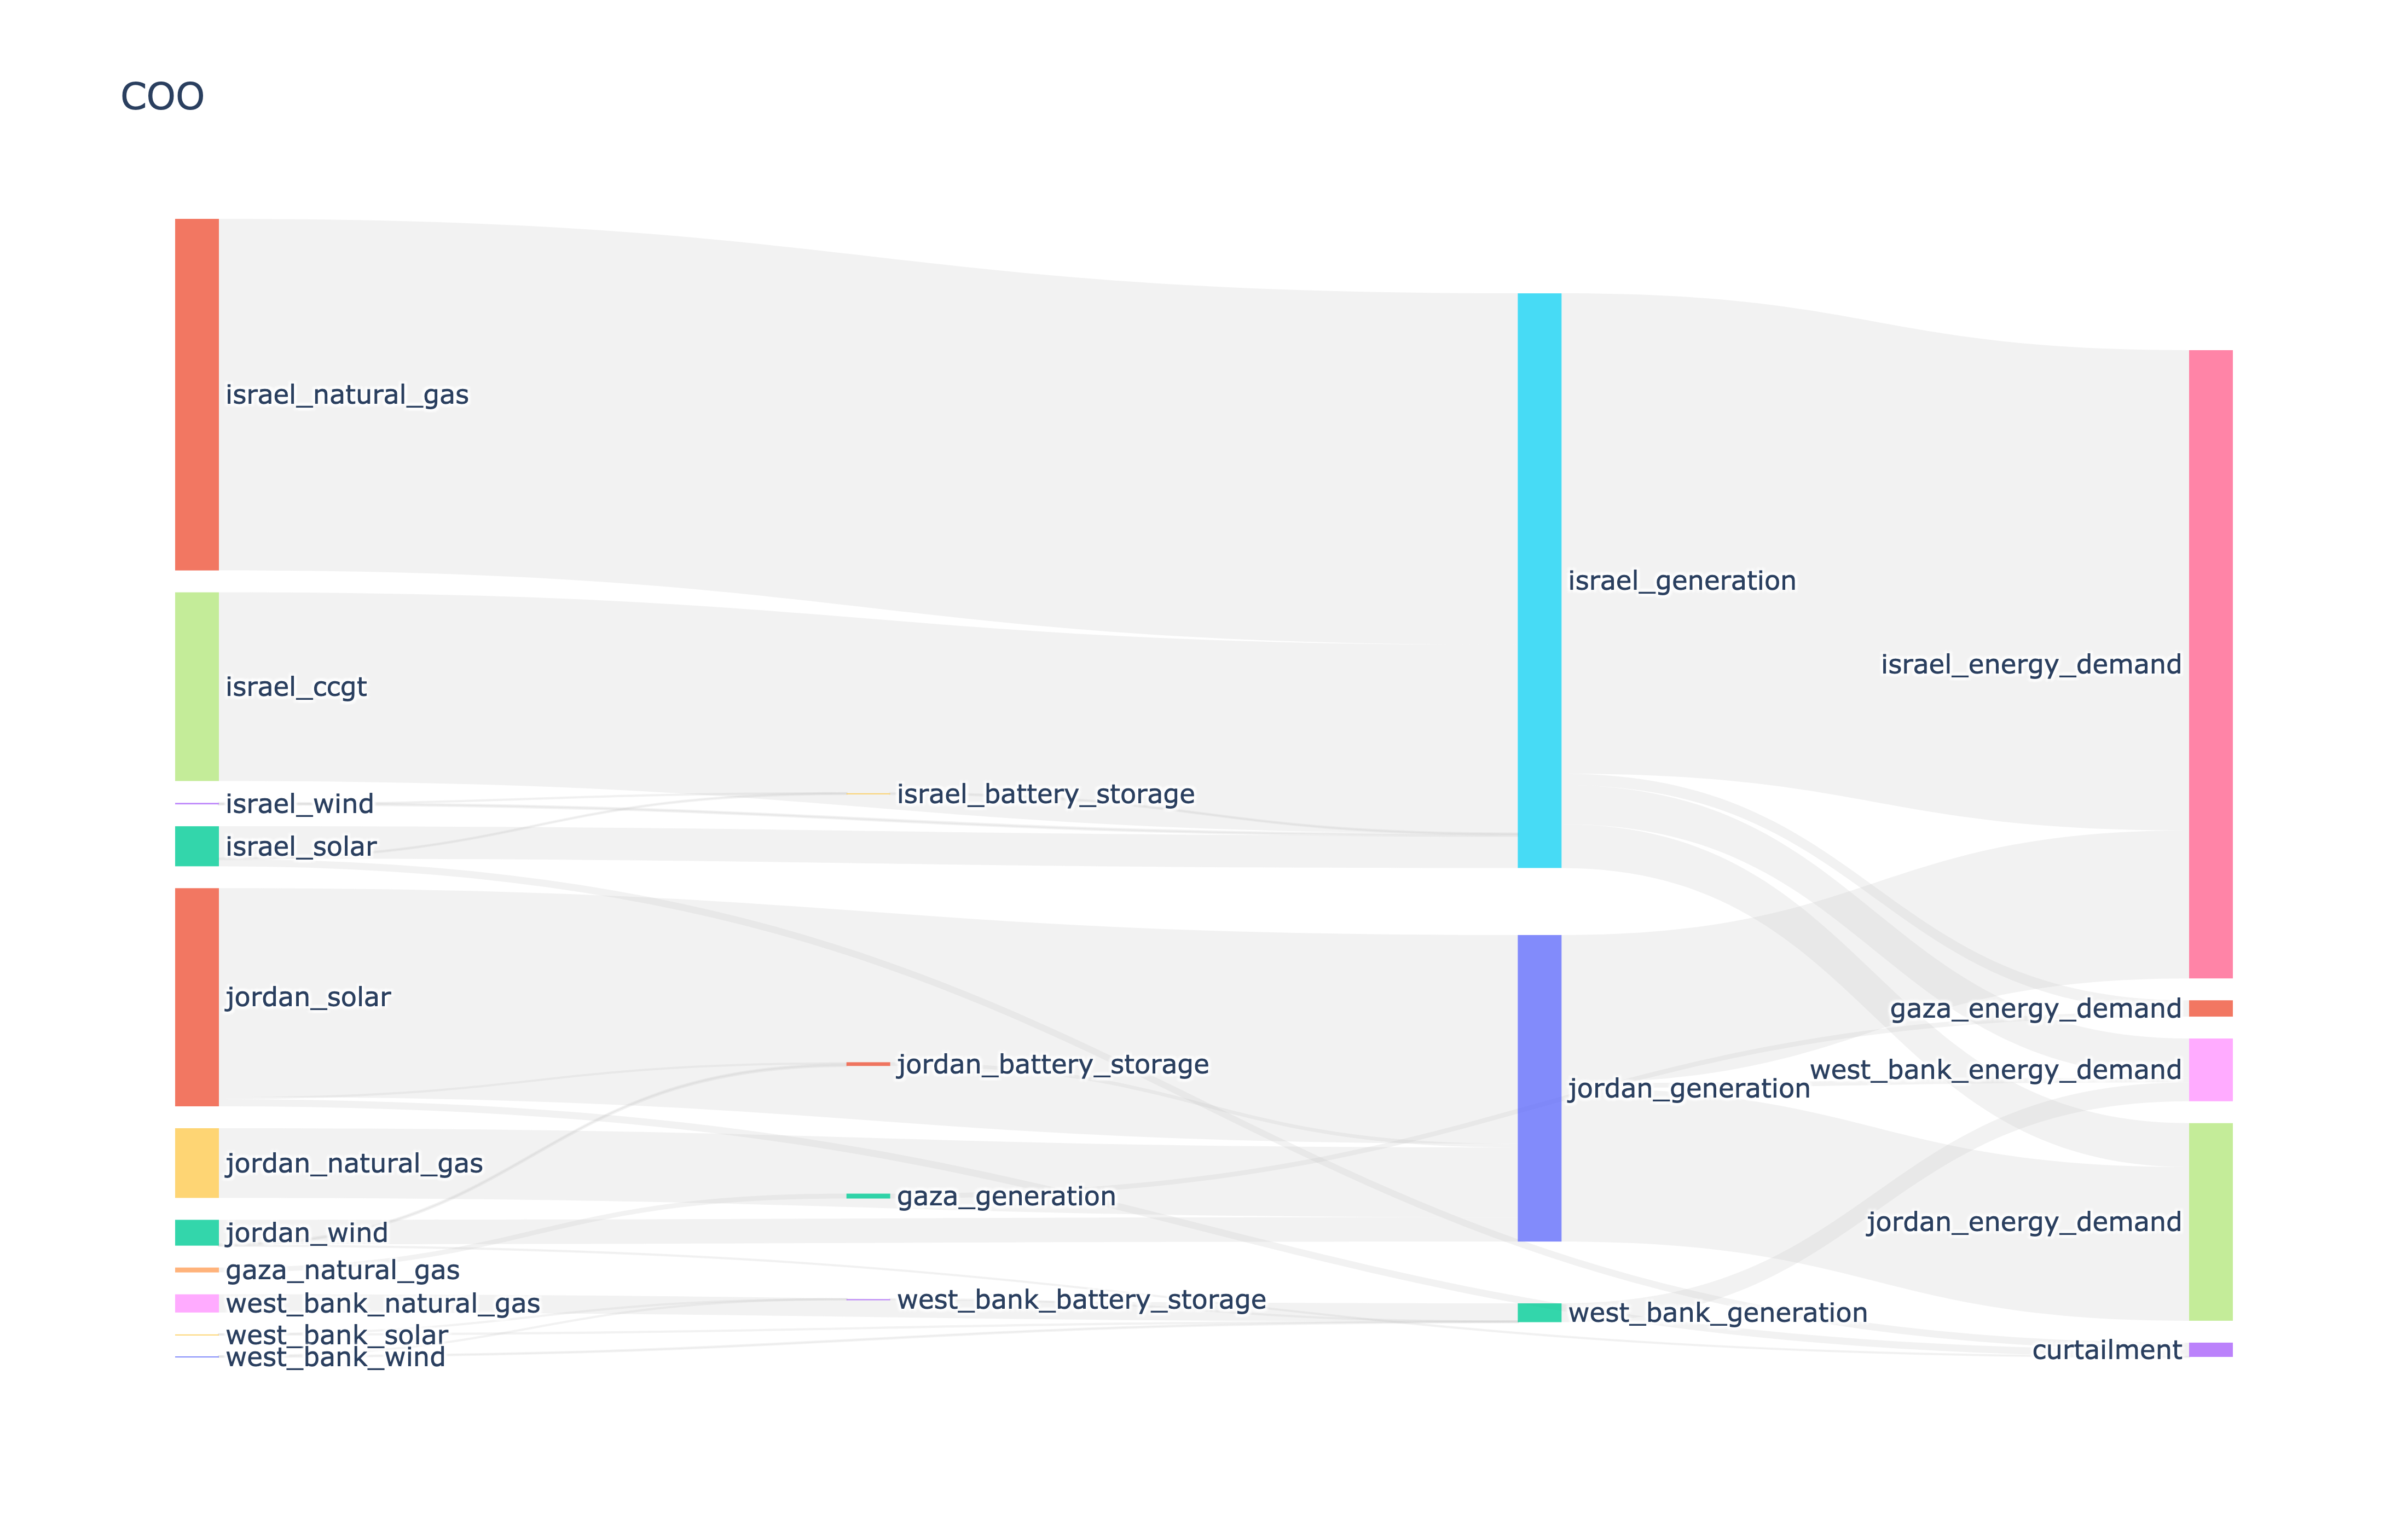 COO
israel_natural_gas
israel_generation
israel_energy_demand
israel_ccgt
israel_battery_storage
israel_wind
israel_solar
jordan_solar
gaza_energy_demand
jordan_battery_storage
west_bank_energy_demand
jordan_generation
jordan_natural_gas
gaza_generation
jordan_energy_demand
jordan_wind
gaza_natural_gas
west_bank_natural_gas
west_bank_battery_storage
west_bank_generation
west_bank_solar
curtailment
west_bank_wind